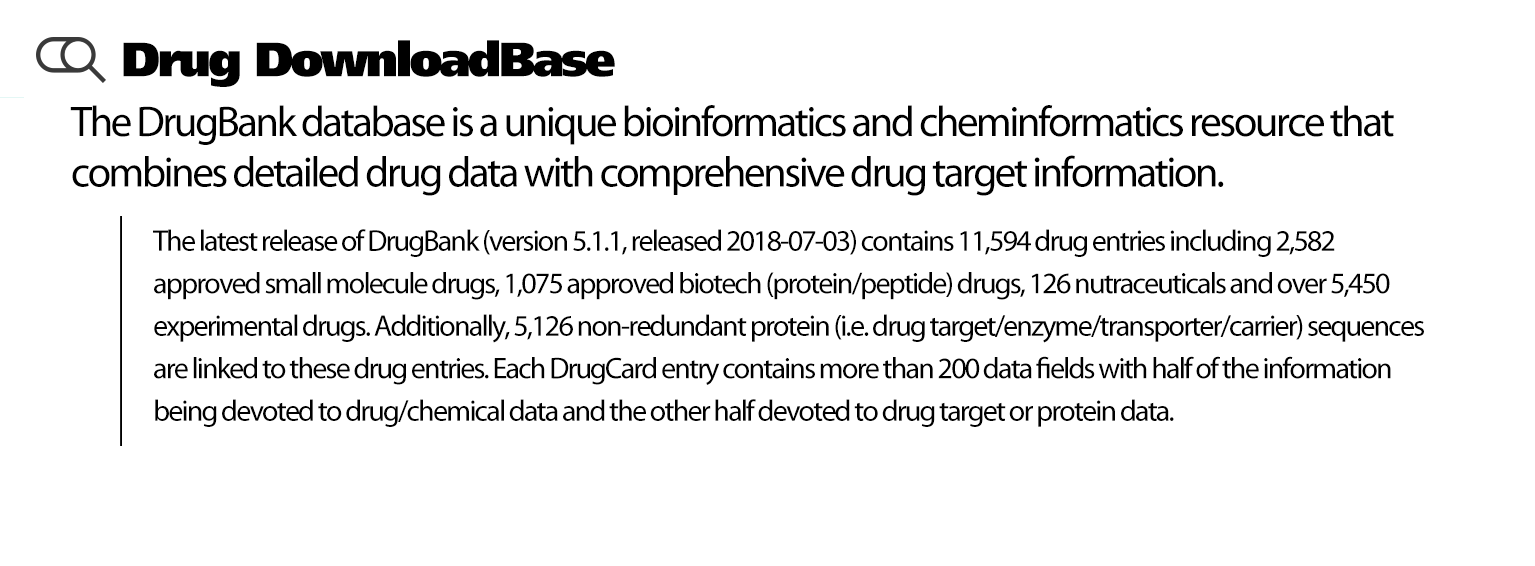 Drug DownloadBase
The DrugBank database is a unique bioinformatics and cheminformatics resource that
combines detailed drug data with comprehensive drug target information.
The latest release of DrugBank (version 5.1.1, released 2018-07-03) contains 11,594 drug entries including 2,582
approved small molecule drugs, 1,075 approved biotech (protein/peptide) drugs, 126 nutraceuticals and over 5,450
experimental drugs. Additionally, 5,126 non-redundant protein (i.e. drug target/enzyme/transporter/carrier) sequences
are linked to these drug entries. Each DrugCard entry contains more than 200 data fields with half of the information
being devoted to drug/chemical data and the other half devoted to drug target or protein data.